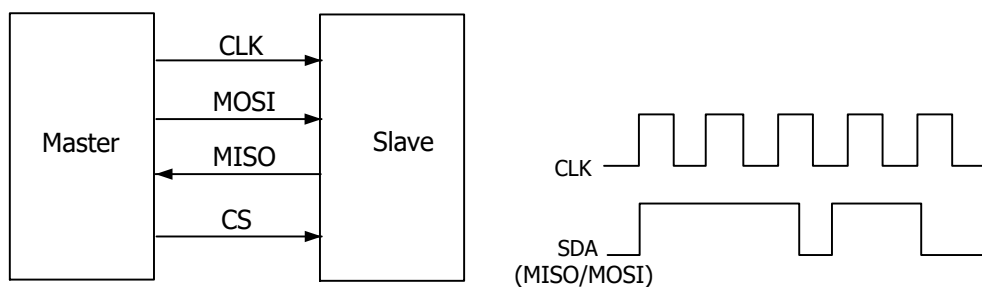 CLK
MOSI
Master
MISO
Slave
CS
CLK
SDA
(MISO/MOSI)